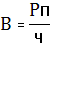 В = Рп
ч